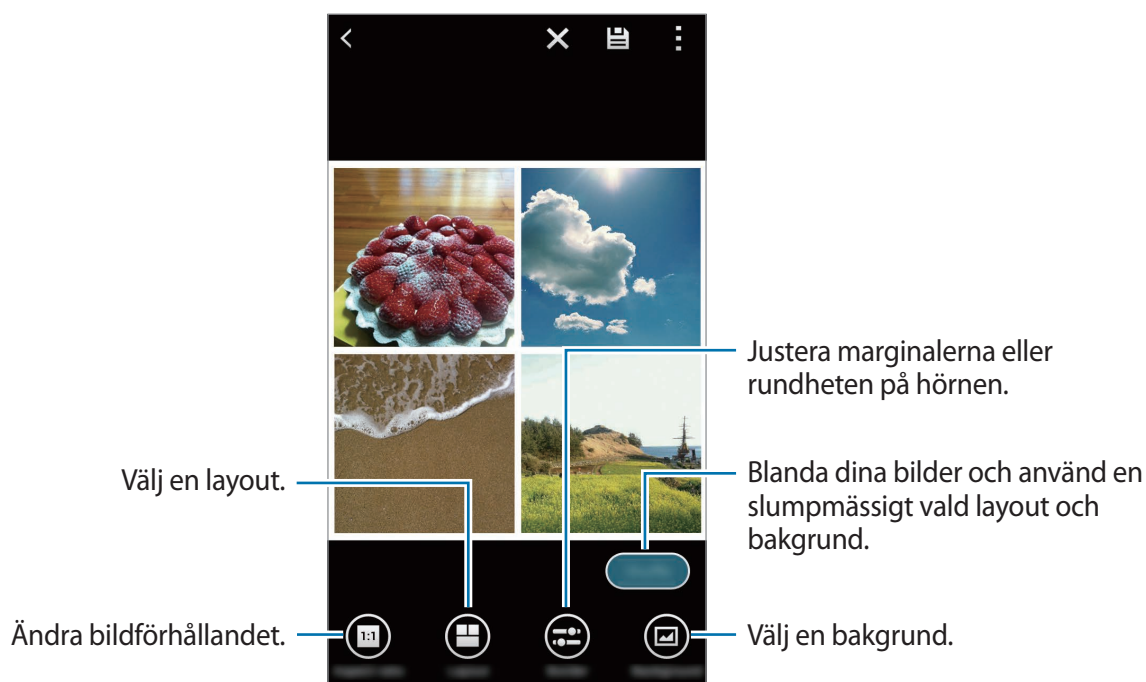 Justera marginalerna eller
rundheten på hörnen.
Välj en layout.
Blanda dina bilder och använd en
slumpmässigt vald layout och
bakgrund.
Ändra bildförhållandet.
1:1
Välj en bakgrund.